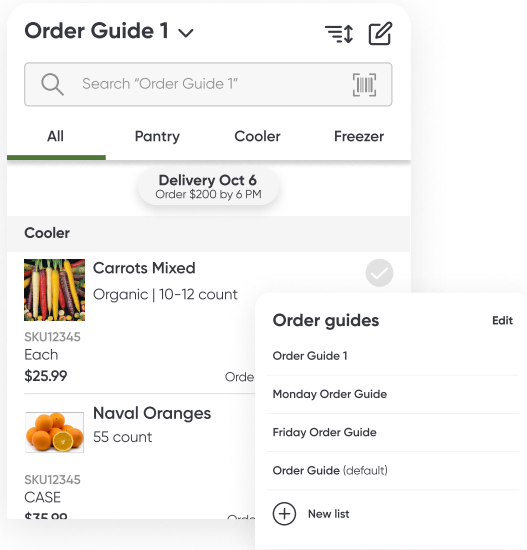 Order Guide 1
Search “Order Guide 1”
All Pantry Cooler Freezer
Delivery Oct 6
Order $200 by 6 PM
Cooler
Carrots Mixed
Organic | 10-12 count
SKU12345
Each
$25.99
Naval Oranges
55 count
SKU12345
CASE
$35.99
Order guides Edit
Order Guide 1
Monday Order Guide
Friday Order Guide
Order Guide (default)
New list